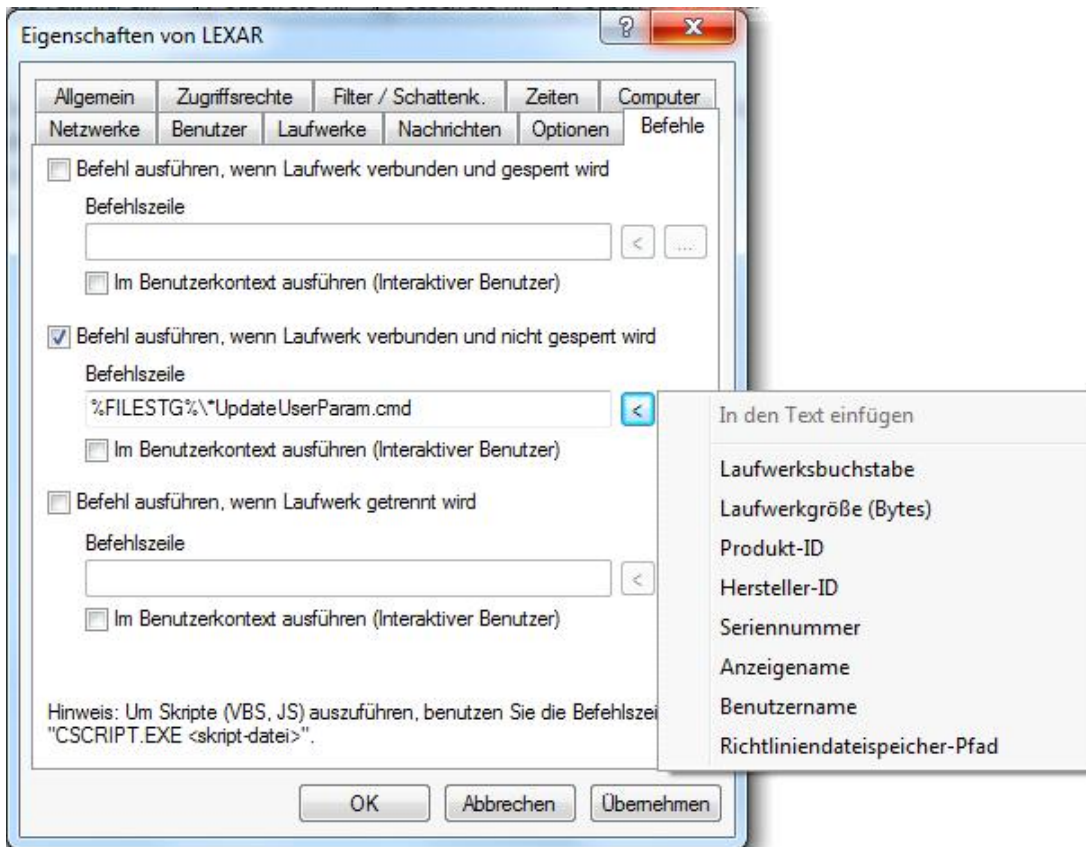 Eigenschaften von LEXAR
?
X
Allgemein
Zugriffsrechte
Filter / Schattenk.
Zeiten
Computer
Netzwerke
Benutzer
Laufwerke
Nachrichten
Optionen
Befehle
Befehl ausführen, wenn Laufwerk verbunden und gesperrt wird
Befehlszeile
<
...
Im Benutzerkontext ausführen (Interaktiver Benutzer)
Befehl ausführen, wenn Laufwerk verbunden und nicht gesperrt wird
Befehlszeile
%FILESTG%\*UpdateUserParam.cmd
<
Im Benutzerkontext ausführen (Interaktiver Benutzer)
Befehl ausführen, wenn Laufwerk getrennt wird
Befehlszeile
<
Im Benutzerkontext ausführen (Interaktiver Benutzer)
In den Text einfügen
Laufwerksbuchstabe
Laufwerkgröße (Bytes)
Produkt-ID
Hersteller-ID
Seriennummer
Anzeigename
Benutzername
Richtliniendateispeicher-Pfad
Hinweis: Um Skripte (VBS, JS) auszuführen, benutzen Sie die Befehlszei
"CSCRIPT.EXE <skript-datei>".
OK
Abbrechen
Übernehmen